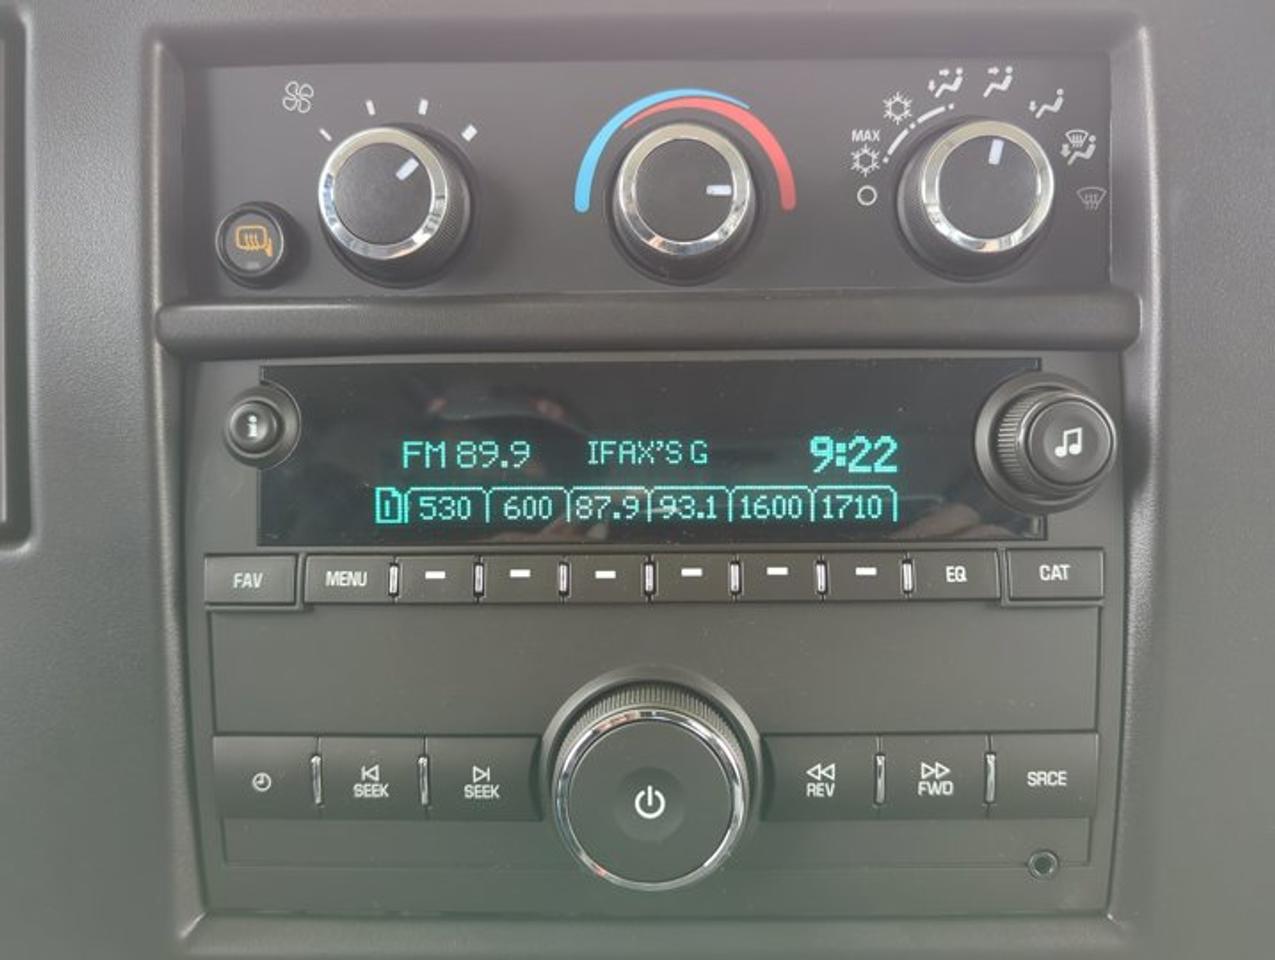 MAX
FM 89.9 IFAX'S G 9:22
530 600 87.9 93.1 1600 1710
FAV MENU EQ CAT
SEEK SEEK REV FWD SRCE